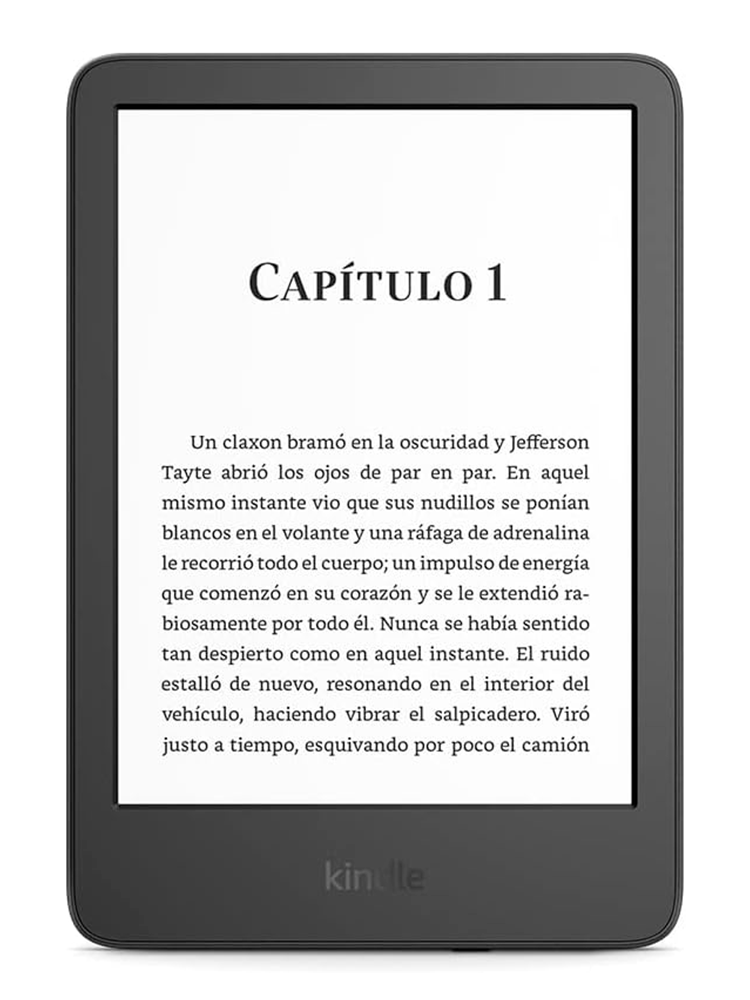 CAPÍTULO 1
Un claxon bramó en la oscuridad y Jefferson
Tayte abrió los ojos de par en par. En aquel
mismo instante vio que sus nudillos se ponían
blancos en el volante y una ráfaga de adrenalina
le recorrió todo el cuerpo; un impulso de energía
que comenzó en su corazón y se le extendió ra-
biosamente por todo él. Nunca se había sentido
tan despierto como en aquel instante. El ruido
estalló de nuevo, resonando en el interior del
vehículo, haciendo vibrar el salpicadero. Viró
justo a tiempo, esquivando por poco el camión
kindle